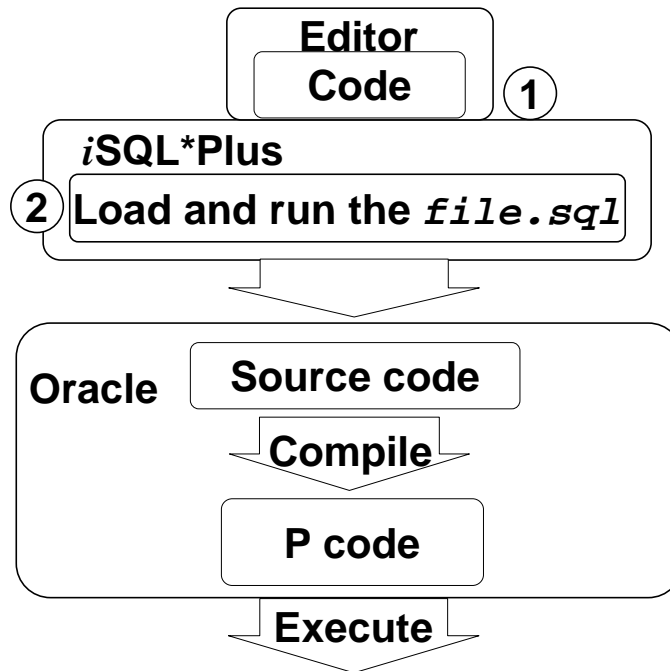 Editor
Code
1
iSQL*Plus
2
Load and run the file.sql
Source code
Oracle
Compile
P code
Execute